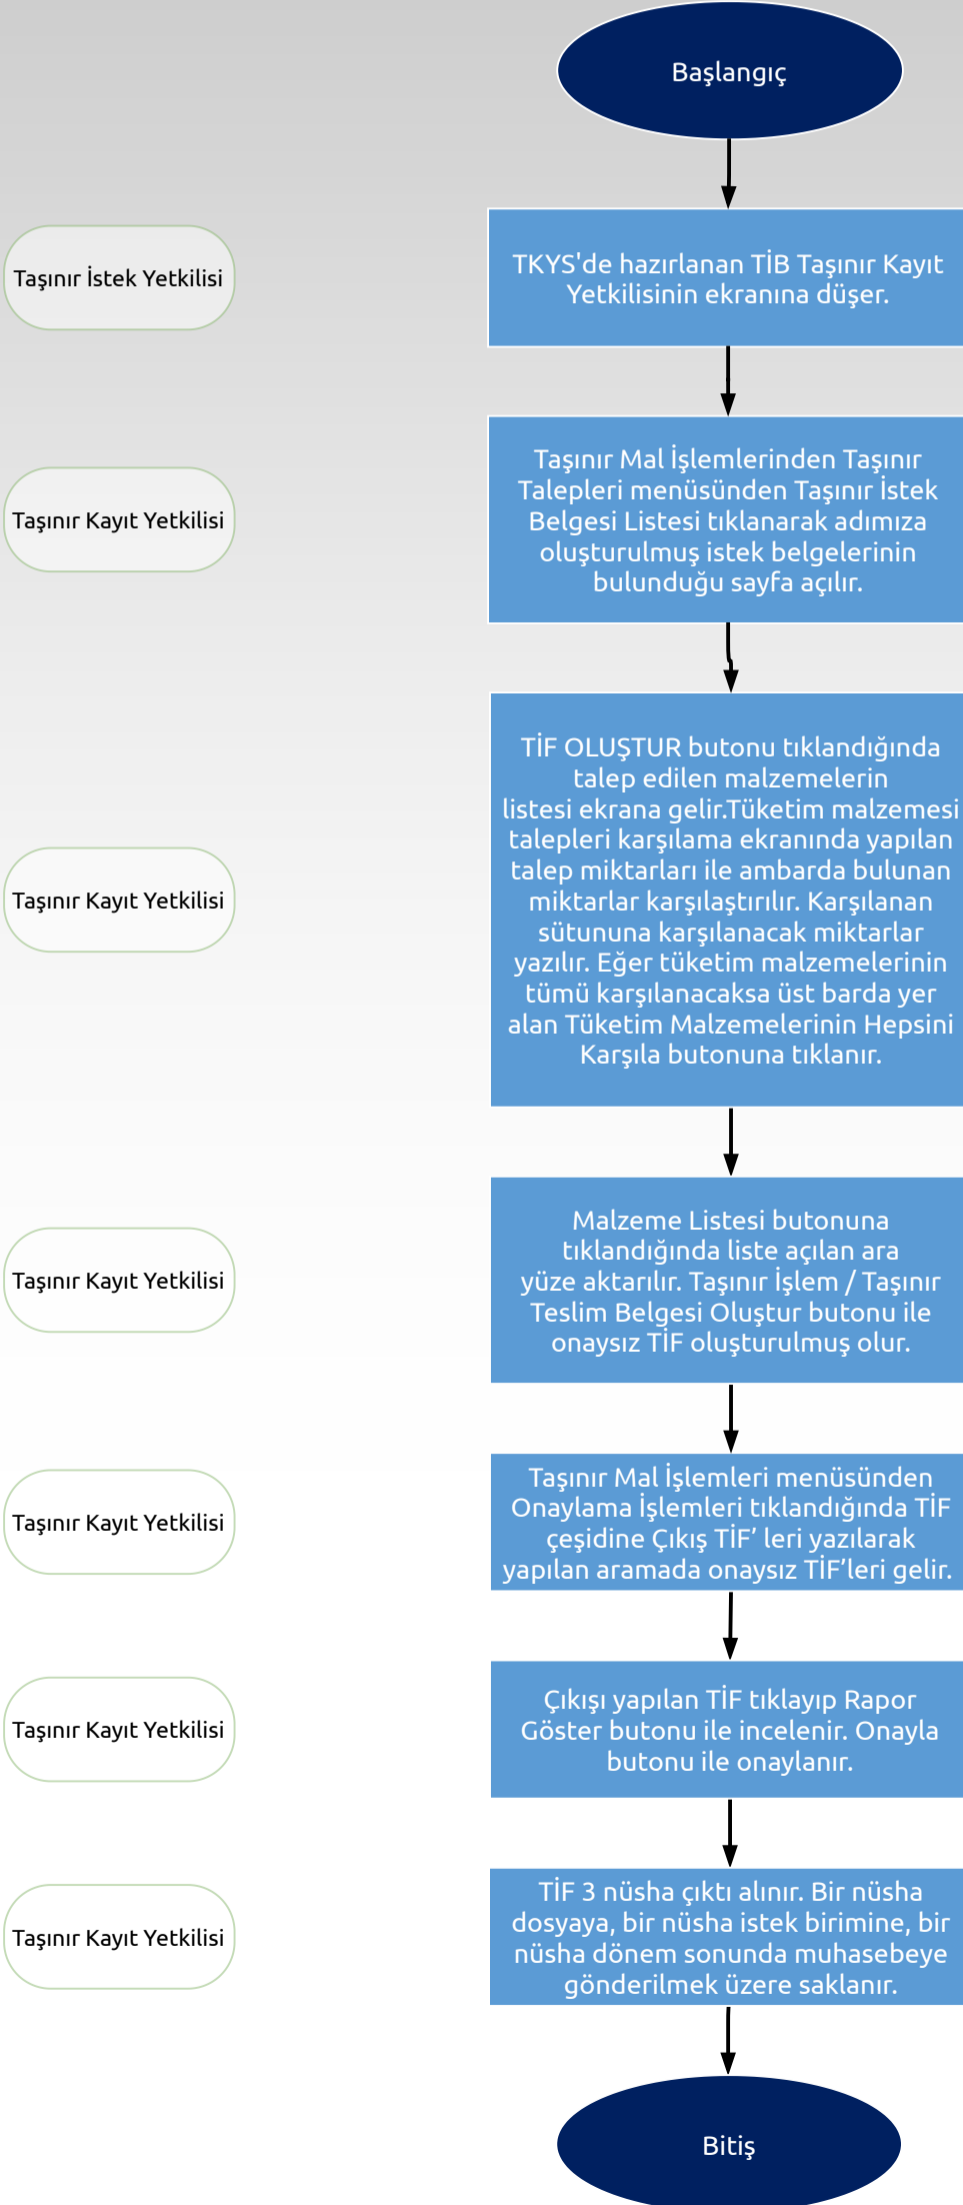 Başlangıç
Taşınır İstek Yetkilisi
TKYS'de hazırlanan TİB Taşınır Kayıt
Yetkilisinin ekranına düşer.
Taşınır Kayıt Yetkilisi
Taşınır Mal İşlemlerinden Taşınır
Talepleri menüsünden Taşınır İstek
Belgesi Listesi tıklanarak adımıza
oluşturulmuş istek belgelerinin
bulunduğu sayfa açılır.
Taşınır Kayıt Yetkilisi
TİF OLUŞTUR butonu tıklandığında
talep edilen malzemelerin
listesi ekrana gelir.Tüketim malzemesi
talepleri karşılama ekranında yapılan
talep miktarları ile ambarda bulunan
miktarlar karşılaştırılır. Karşılanan
sütununa karşılanacak miktarlar
yazılır. Eğer tüketim malzemelerinin
tümü karşılanacaksa üst barda yer
alan Tüketim Malzemelerinin Hepsini
Karşıla butonuna tıklanır.
Taşınır Kayıt Yetkilisi
Malzeme Listesi butonuna
tıklandığında liste açılan ara
yüze aktarılır. Taşınır İşlem / Taşınır
Teslim Belgesi Oluştur butonu ile
onaysız TİF oluşturulmuş olur.
Taşınır Kayıt Yetkilisi
Taşınır Mal İşlemleri menüsünden
Onaylama İşlemleri tıklandığında TİF
çeşidine Çıkış TİF’ leri yazılarak
yapılan aramada onaysız TİF’leri gelir.
Taşınır Kayıt Yetkilisi
Çıkışı yapılan TİF tıklayıp Rapor
Göster butonu ile incelenir. Onayla
butonu ile onaylanır.
Taşınır Kayıt Yetkilisi
TİF 3 nüsha çıktı alınır. Bir nüsha
dosyaya, bir nüsha istek birimine, bir
nüsha dönem sonunda muhasebeye
gönderilmek üzere saklanır.
Bitiş